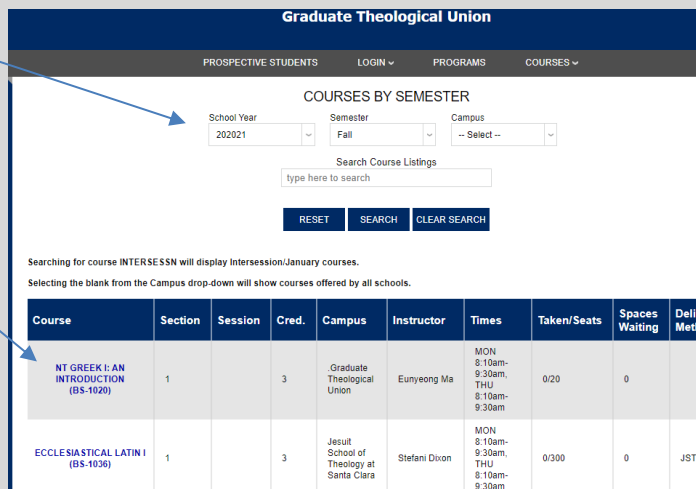 Graduate Theological Union
PROSPECTIVE STUDENTS LOGIN PROGRAMS COURSES
COURSES BY SEMESTER
School Year Semester Campus
202021 Fall -- Select --
Search Course Listings
type here to search
RESET SEARCH CLEAR SEARCH
Searching for course INTERSESSN will display Intersession/January courses.
Selecting the blank from the Campus drop-down will show courses offered by all schools.
Course Section Session Cred. Campus Instructor Times Taken/Seats Spaces
Waiting
NT GREEK I: AN
INTRODUCTION
(BS-1020)
1
3
.Graduate
Theological
Union
Eunyeong Ma
MON
8:10am-
9:30am,
THU
8:10am-
9:30am
0/20
0
ECCLESIASTICAL LATIN I
(BS-1036)
1
3
Jesuit
School of
Theology at
Santa Clara
Stefani Dixon
MON
8:10am-
9:30am,
THU
8:10am-
9:30am
0/300
0
JST